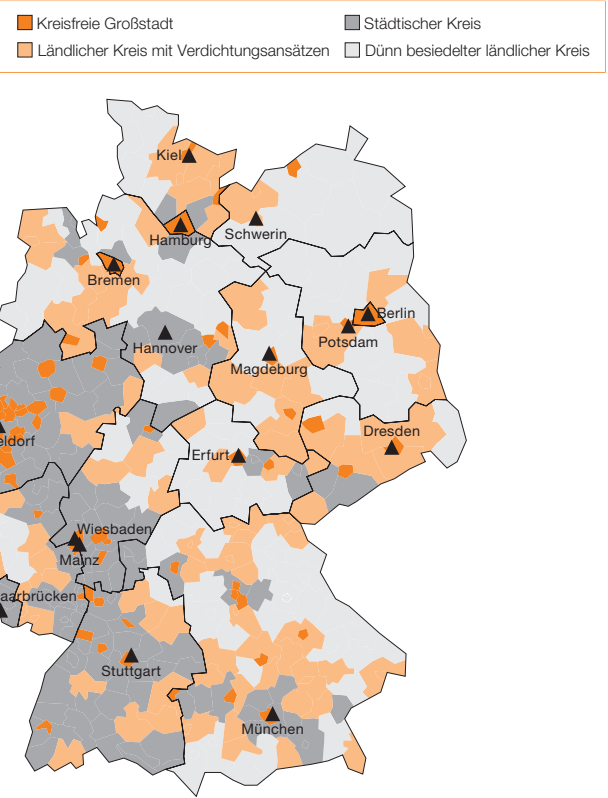 Kreisfreie Großstadt
Städtischer Kreis
Ländlicher Kreis mit Verdichtungsansätzen
Dünn besiedelter ländlicher Kreis
Kiel
Schwerin
Hamburg
Bremen
Berlin
Potsdam
Hannover
Magdeburg
Dresden
eldorf
Erfurt
Wiesbaden
Mainz
aarbrücken
Stuttgart
München